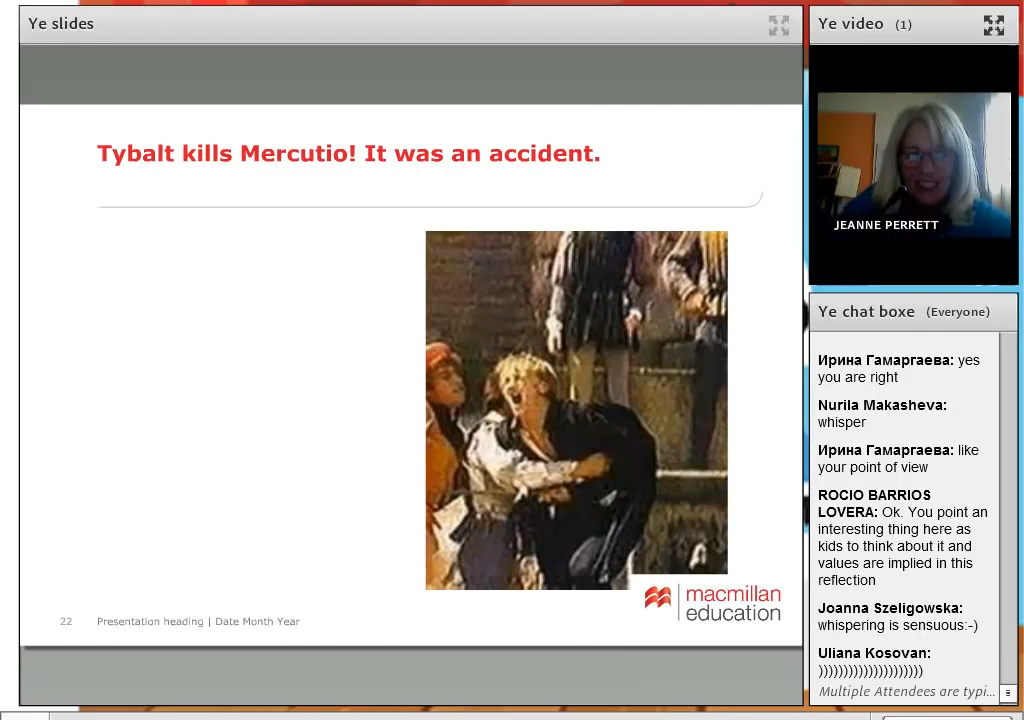 Ye slides
Tybalt kills Mercutio! It was an accident.
macmillan
education
22 Presentation heading | Date Month Year
Ye video (1)
JEANNE PERRETT
Ye chat boxe (Everyone)
Ирина Гамаргаева: yes
you are right
Nurila Makasheva:
whisper
Ирина Гамаргаева: like
your point of view
ROCIO BARRIOS
LOVERA: Ok. You point an
interesting thing here as
kids to think about it and
values are implied in this
reflection
Joanna Szeligowska:
whispering is sensuous:-)
Uliana Kosovan:
)))))))))))))))))))))
Multiple Attendees are typi...